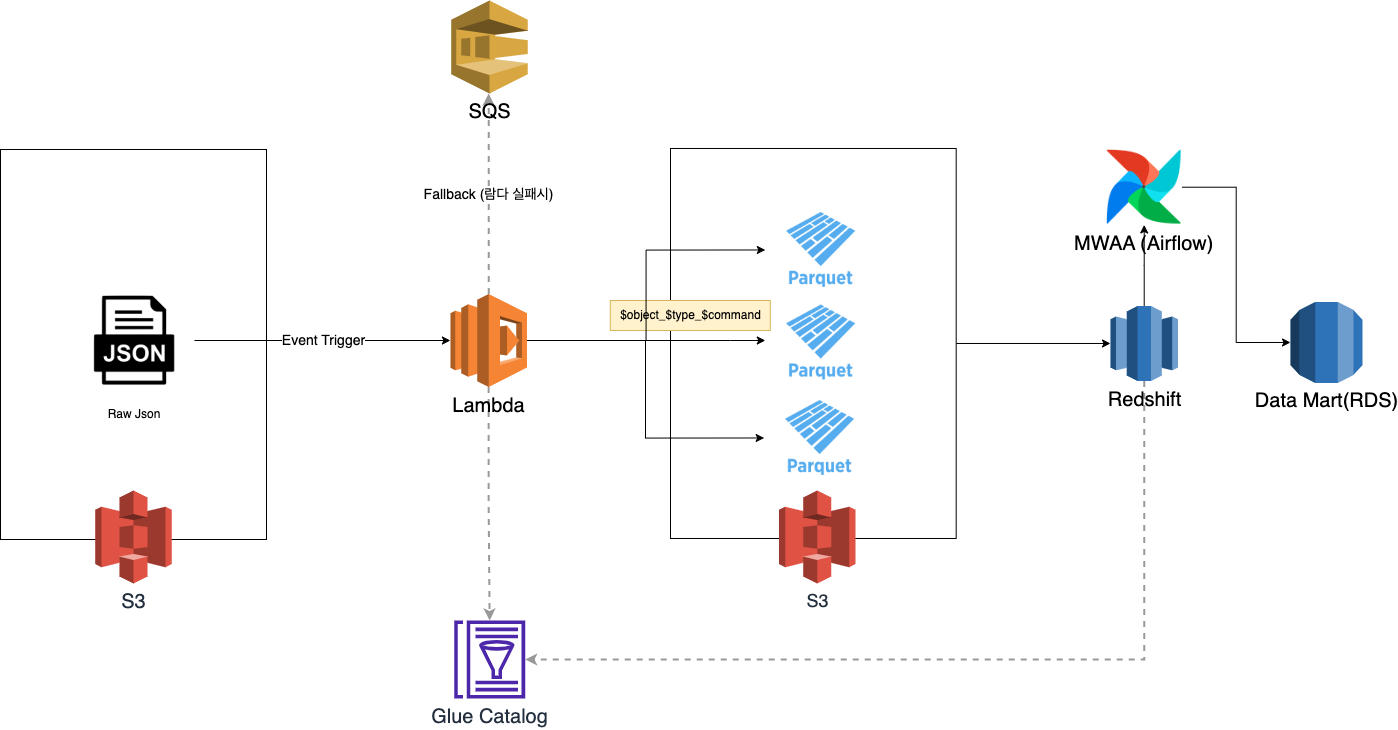 SQS
Fallback (람다 실패시)
JSON
Raw Json
S3
Event Trigger
Lambda
$object_$type_$command
Parquet
Parquet
Parquet
S3
MWAA (Airflow)
Redshift
Data Mart(RDS)
Glue Catalog